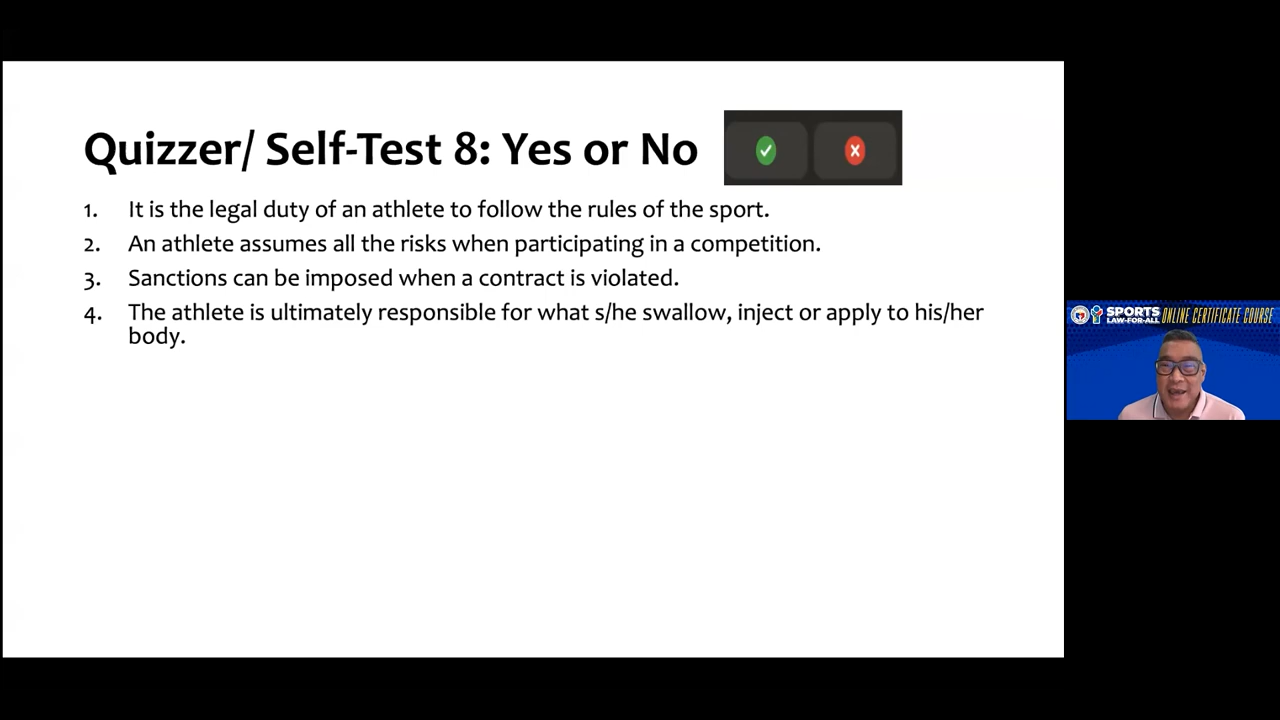 Quizzer/ Self-Test 8: Yes or No
1. It is the legal duty of an athlete to follow the rules of the sport.
2. An athlete assumes all the risks when participating in a competition.
3. Sanctions can be imposed when a contract is violated.
4. The athlete is ultimately responsible for what s/he swallow, inject or apply to his/her
body.
SPORTS
LAW-FOR-ALL
ONLINE CERTIFICATE COURSE